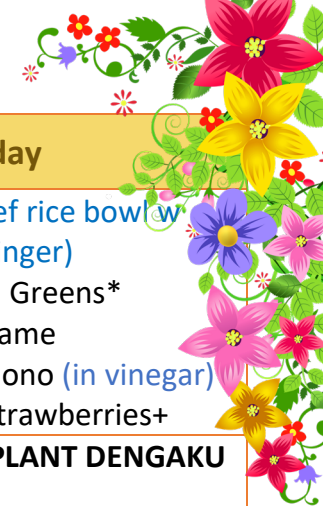 day
ef rice bowl w
nger)
Greens*
ame
ono (in vinegar)
trawberries+
PLANT DENGAKU